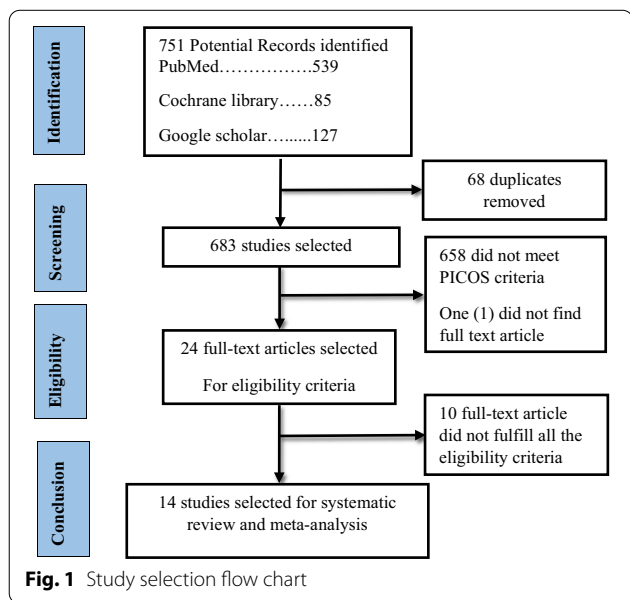 Identification
751 Potential Records identified
PubMed…………….539
Cochrane library……85
Google scholar….......127
68 duplicates
removed
Screening
683 studies selected
658 did not meet
PICOS criteria
One (1) did not find
full text article
Eligibility
24 full-text articles selected
For eligibility criteria
10 full-text article
did not fulfill all the
eligibility criteria
Conclusion
14 studies selected for systematic
review and meta-analysis
Fig. 1 Study selection flow chart